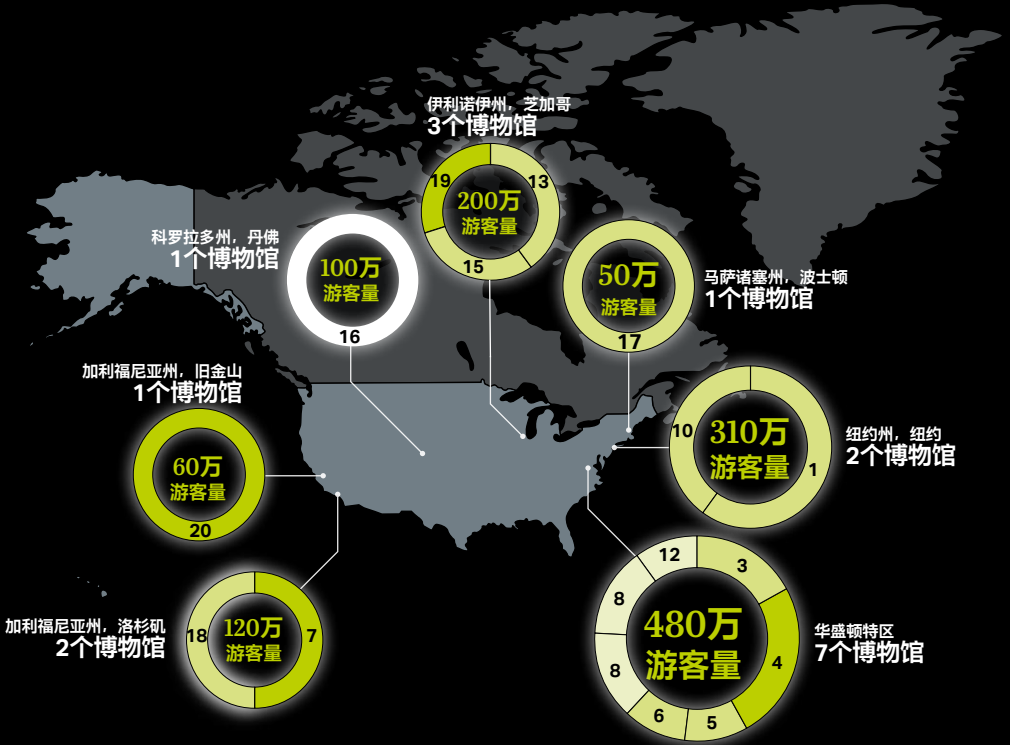 伊利诺伊州，芝加哥
3个博物馆
19
13
200万
游客量
15
科罗拉多州，丹佛
1个博物馆
100万
游客量
16
50万
游客量
17
马萨诸塞州，波士顿
1个博物馆
加利福尼亚州，旧金山
1个博物馆
60万
游客量
20
10
310万
游客量
1
纽约州，纽约
2个博物馆
加利福尼亚州，洛杉矶
2个博物馆
18
120万
游客量
7
12
3
8
480万
游客量
8
4
6
5
华盛顿特区
7个博物馆